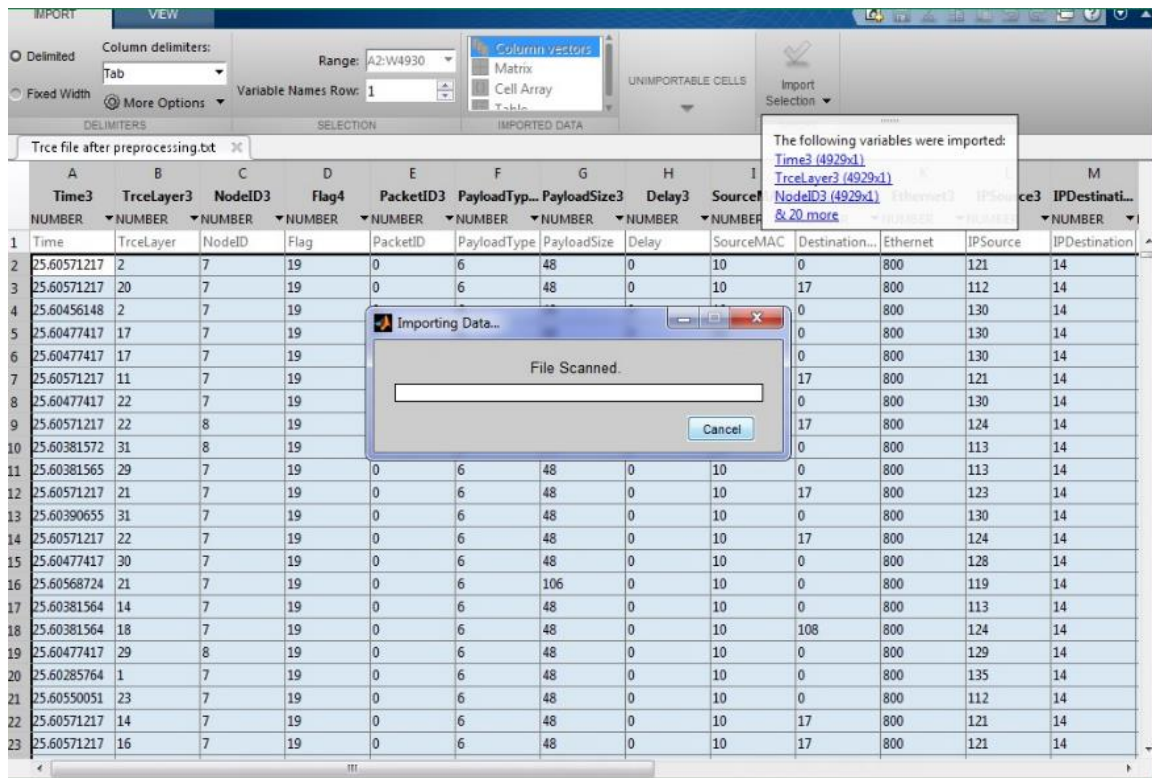 IMPORT VIEW
Delimited Column delimiters: Range: A2:W4930 Column vectors
Tab Matrix
Fixed Width More Options Variable Names Row: 1 Cell Array UNIMPORTABLE CELLS Import
Table Selection
DELIMITERS SELECTION IMPORTED DATA
The following variables were imported:
Time3 (4929x1)
TrceLayer3 (4929x1)
NodeID3 (4929x1)
& 20 more
Trce file after preprocessing.txt
A B C D E F G H I M
Time3 TrceLayer3 NodeID3 Flag4 PacketID3 PayloadTyp... PayloadSize3 Delay3 IPDestinati...
NUMBER NUMBER NUMBER NUMBER NUMBER NUMBER NUMBER NUMBER NUMBER NUMBER
1 Time TrceLayer NodeID Flag PacketID PayloadType PayloadSize Delay SourceMAC Destination... Ethernet IPSource IPDestination
2 25.60571217 2 7 19 0 6 48 0 10 0 800 121 14
3 25.60571217 20 7 19 0 6 48 0 10 17 800 112 14
4 25.60456148 2 7 19 0 800 130 14
5 25.60477417 17 7 19 0 800 130 14
6 25.60477417 17 7 19 0 800 130 14
7 25.60571217 11 7 19 17 800 121 14
8 25.60477417 22 7 19 0 800 130 14
9 25.60571217 22 8 19 17 800 124 14
10 25.60381572 31 8 19 0 800 113 14
11 25.60381565 29 7 19 0 6 48 0 10 0 800 113 14
12 25.60571217 21 7 19 0 6 48 0 10 17 800 123 14
13 25.60390655 31 7 19 0 6 48 0 10 0 800 130 14
14 25.60571217 22 7 19 0 6 48 0 10 17 800 124 14
15 25.60477417 30 7 19 0 6 48 0 10 0 800 128 14
16 25.60568724 21 7 19 0 6 106 0 10 0 800 119 14
17 25.60381564 14 7 19 0 6 48 0 10 0 800 113 14
18 25.60381564 18 7 19 0 6 48 0 10 108 800 124 14
19 25.60477417 29 8 19 0 6 48 0 10 0 800 129 14
20 25.60285764 1 7 19 0 6 48 0 10 0 800 135 14
21 25.60550051 23 7 19 0 6 48 0 10 0 800 112 14
22 25.60571217 14 7 19 0 6 48 0 10 17 800 121 14
23 25.60571217 16 7 19 0 6 48 0 10 17 800 121 14
Importing Data...
File Scanned.
Cancel